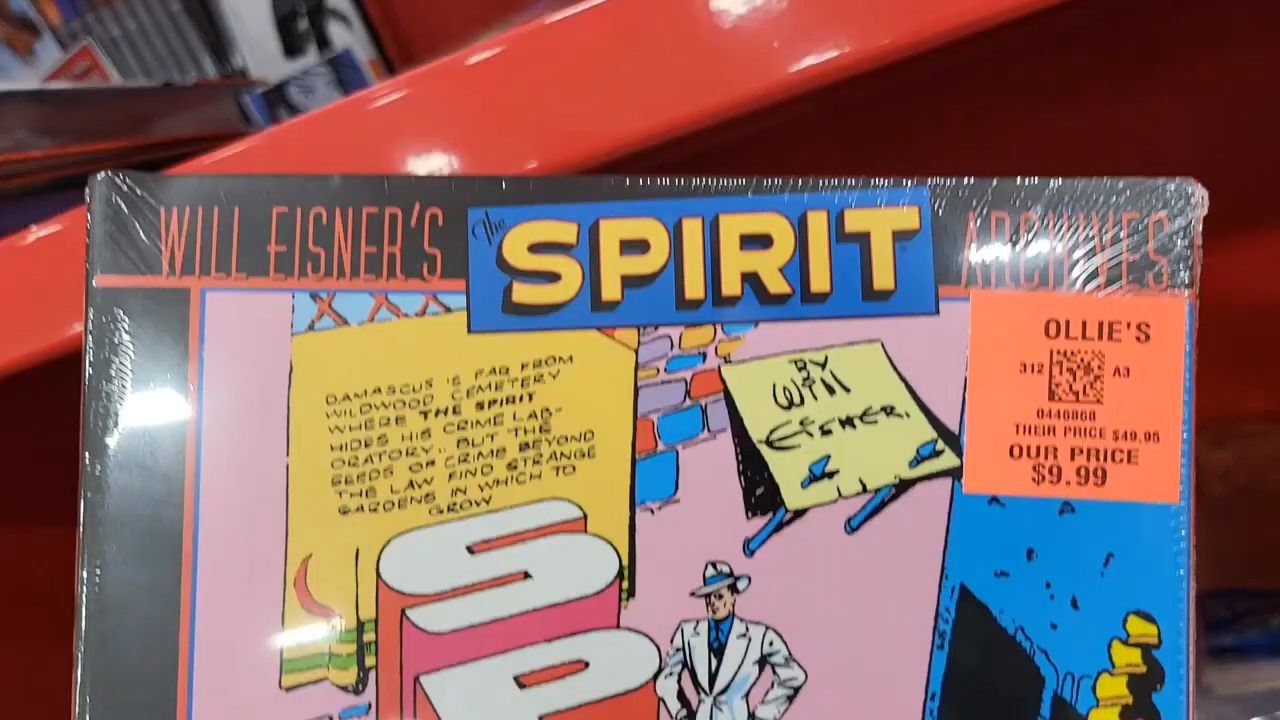 WILL EISNER'S The SPIRIT ARCHIVES
DAMASCUS IS FAR FROM
WILDWOOD CEMETERY
WHERE THE SPIRIT
HIDES HIS CRIME LAB-
ORATORY.. BUT THE
SEEDS OF CRIME BEYOND
THE LAW FIND STRANGE
GARDENS IN WHICH TO
GROW
BY
Will
EISNER.
OLLIE'S
312 A3
0446868
THEIR PRICE $49.95
OUR PRICE
$9.99
SP